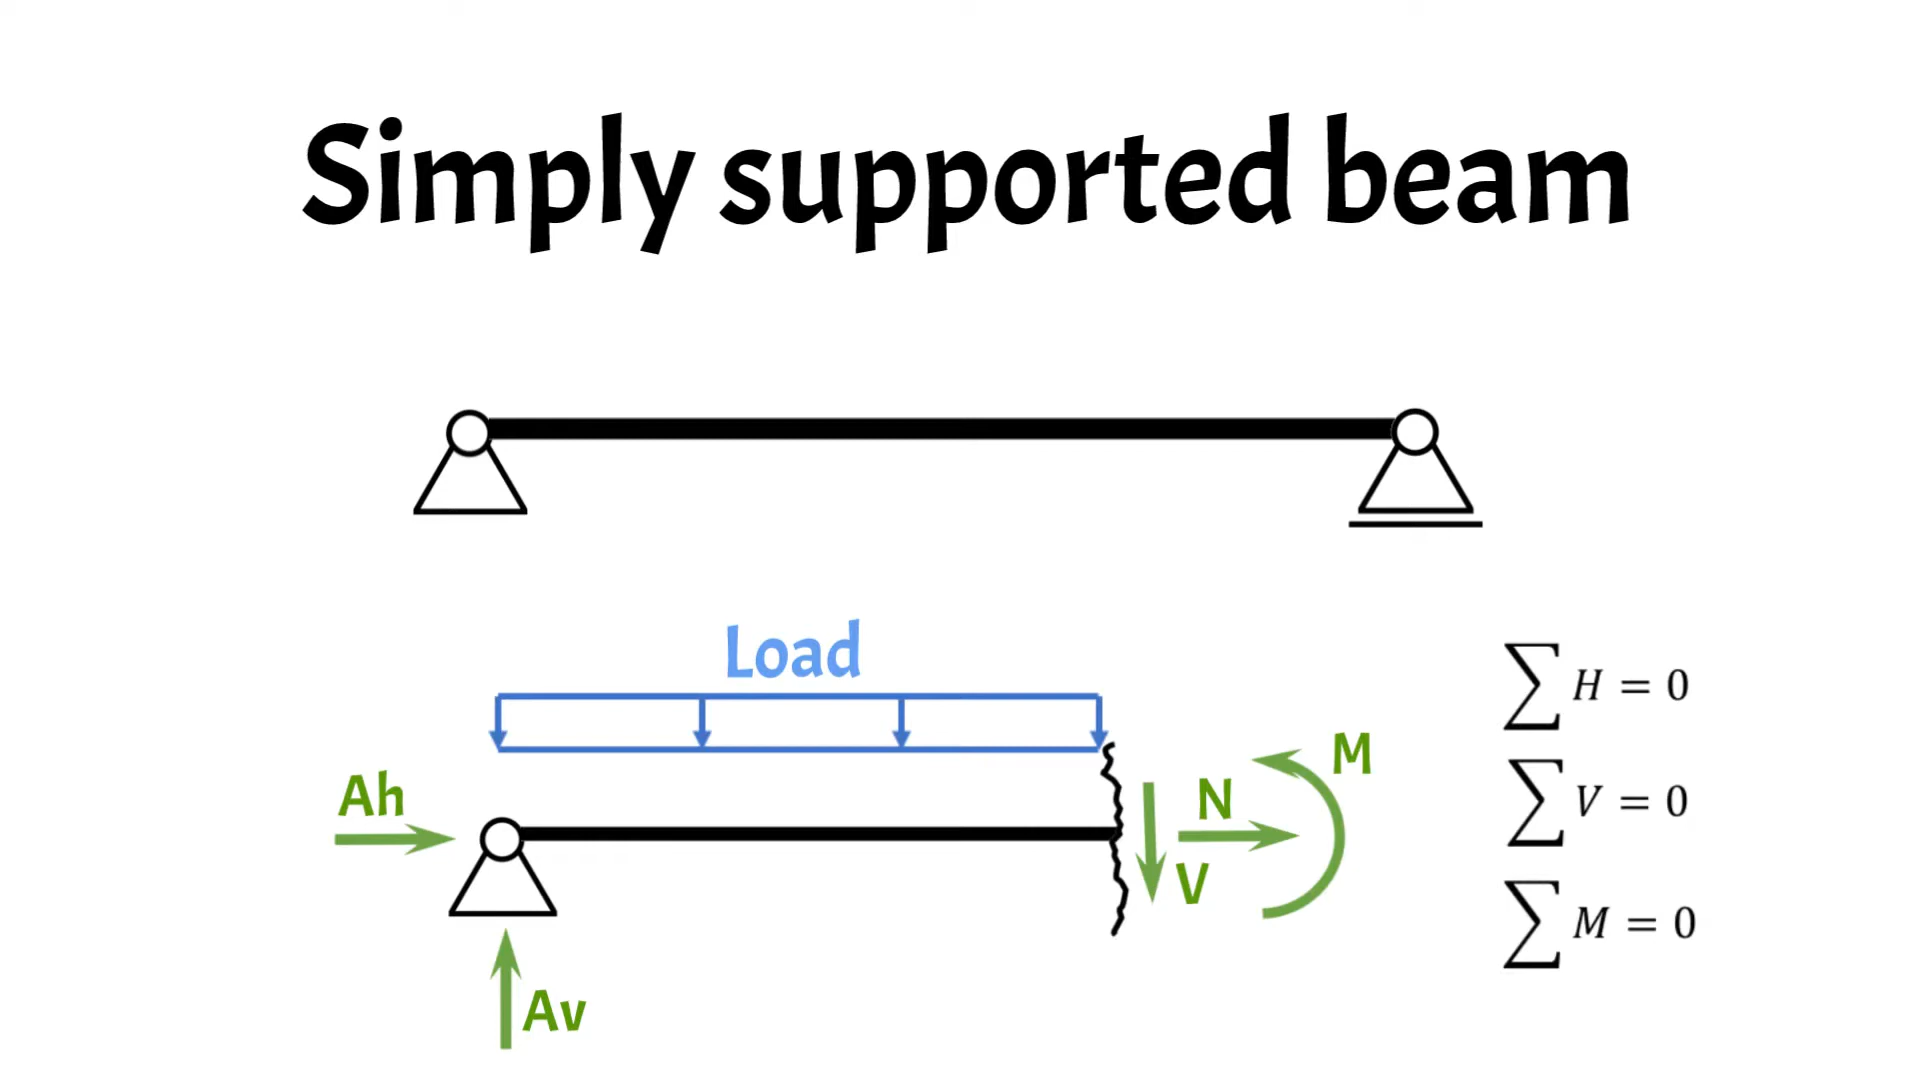 Simply supported beam
Load
Ah
Av
V
N
M
∑ H = 0
∑ V = 0
∑ M = 0